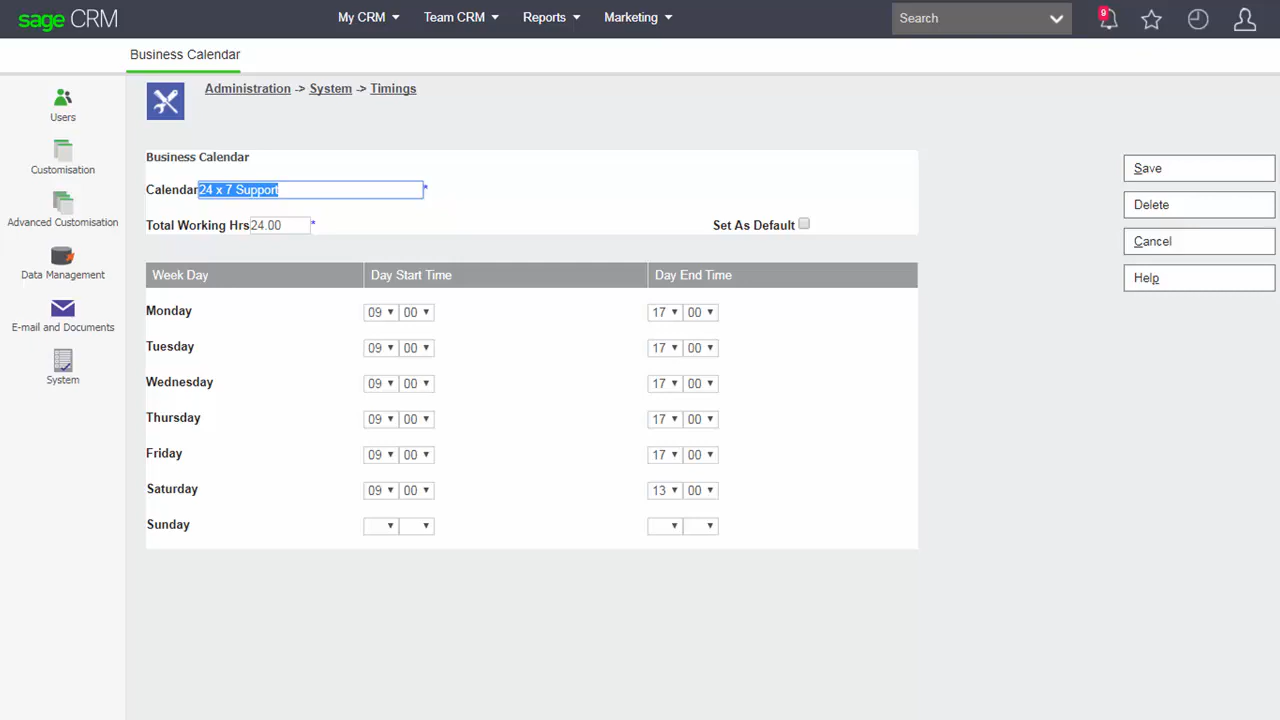 sage CRM My CRM Team CRM Reports Marketing Search 9
Business Calendar
Administration -> System -> Timings
Users
Customisation
Advanced Customisation
Data Management
E-mail and Documents
System
Business Calendar
Calendar 24 x 7 Support *
Total Working Hrs 24.00 * Set As Default
Week Day Day Start Time Day End Time
Monday 09 00 17 00
Tuesday 09 00 17 00
Wednesday 09 00 17 00
Thursday 09 00 17 00
Friday 09 00 17 00
Saturday 09 00 13 00
Sunday
Save
Delete
Cancel
Help